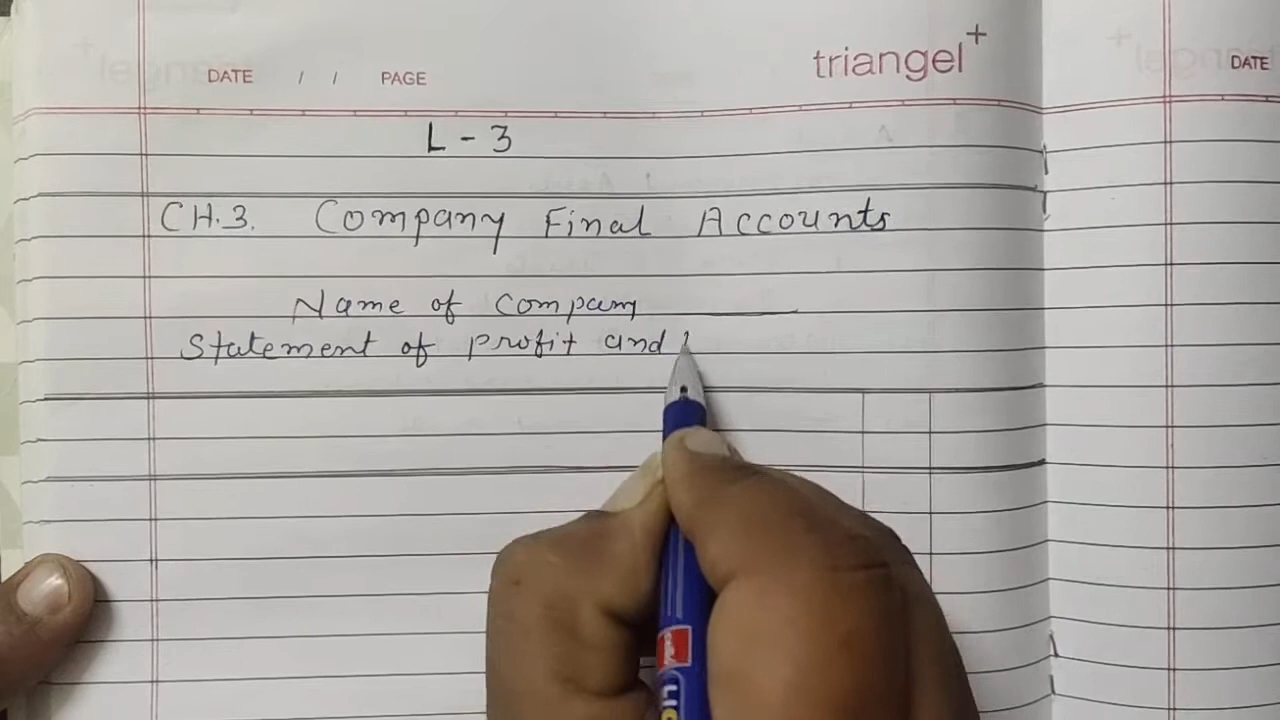 DATE / / PAGE
triangel+
DATE
L - 3
CH.3. Company Final Accounts
Name of Company
Statement of profit and l